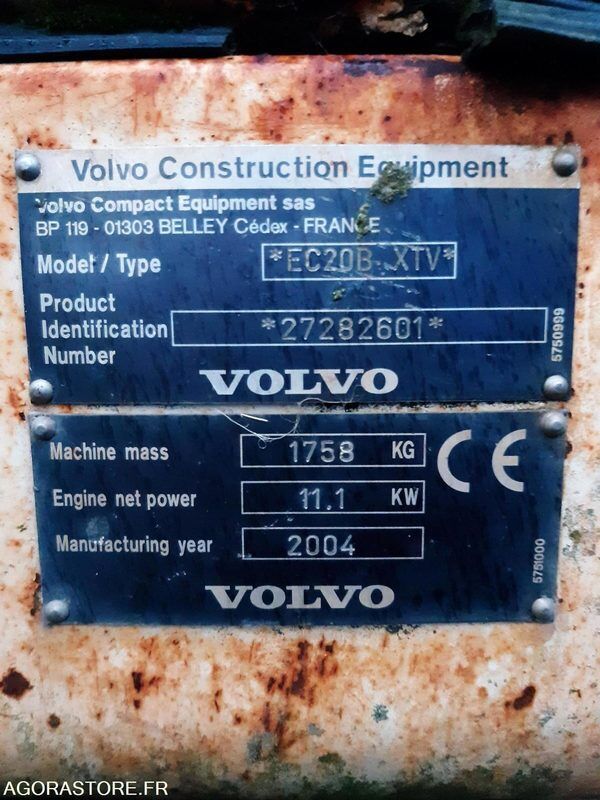 Volvo Construction Equipment
Volvo Compact Equipment sas
BP 119 - 01303 BELLEY Cédex - FRANCE
Model / Type *EC20B XTV*
Product
Identification *27282601*
Number
5750999
VOLVO
Machine mass 1758 KG
CE
Engine net power 11.1 KW
Manufacturing year 2004
5751000
VOLVO
AGORASTORE.FR